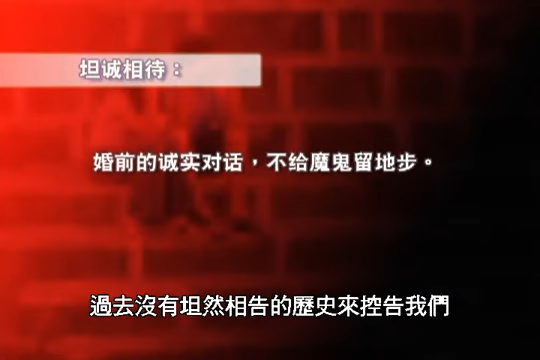 坦诚相待：
婚前的诚实对话，不给魔鬼留地步。
過去沒有坦然相告的歷史來控告我們